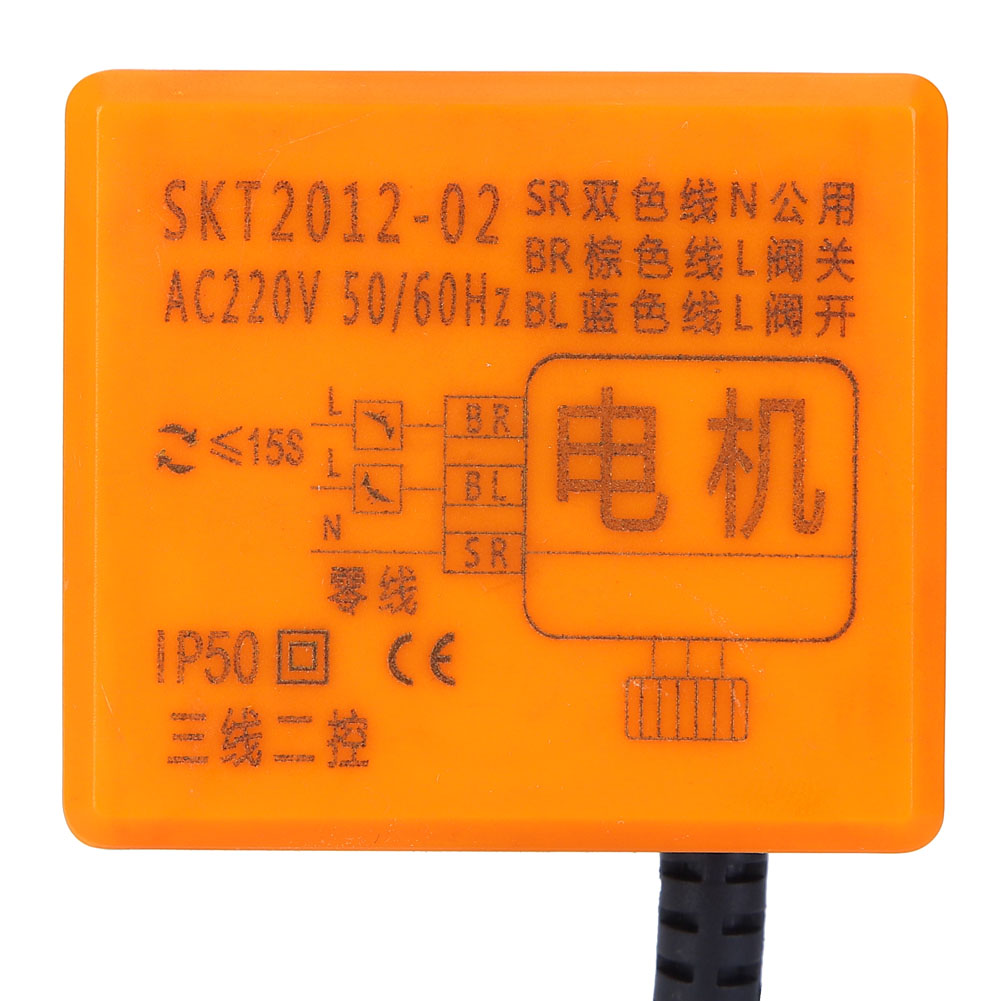 SKT2012-02
AC220V 50/60Hz
SR双色线N公用
BR棕色线L阀关
BL蓝色线L阀开
≤15S
L
BR
L
BL
N
SR
零线
电机
IP50
CE
三线二控